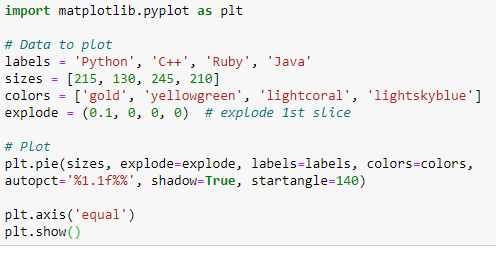 import matplotlib.pyplot as plt
# Data to plot
labels = 'Python', 'C++', 'Ruby', 'Java'
sizes = [215, 130, 245, 210]
colors = ['gold', 'yellowgreen', 'lightcoral', 'lightskyblue']
explode = (0.1, 0, 0, 0)  # explode 1st slice
# Plot
plt.pie(sizes, explode=explode, labels=labels, colors=colors,
autopct='%1.1f%%', shadow=True, startangle=140)
plt.axis('equal')
plt.show()